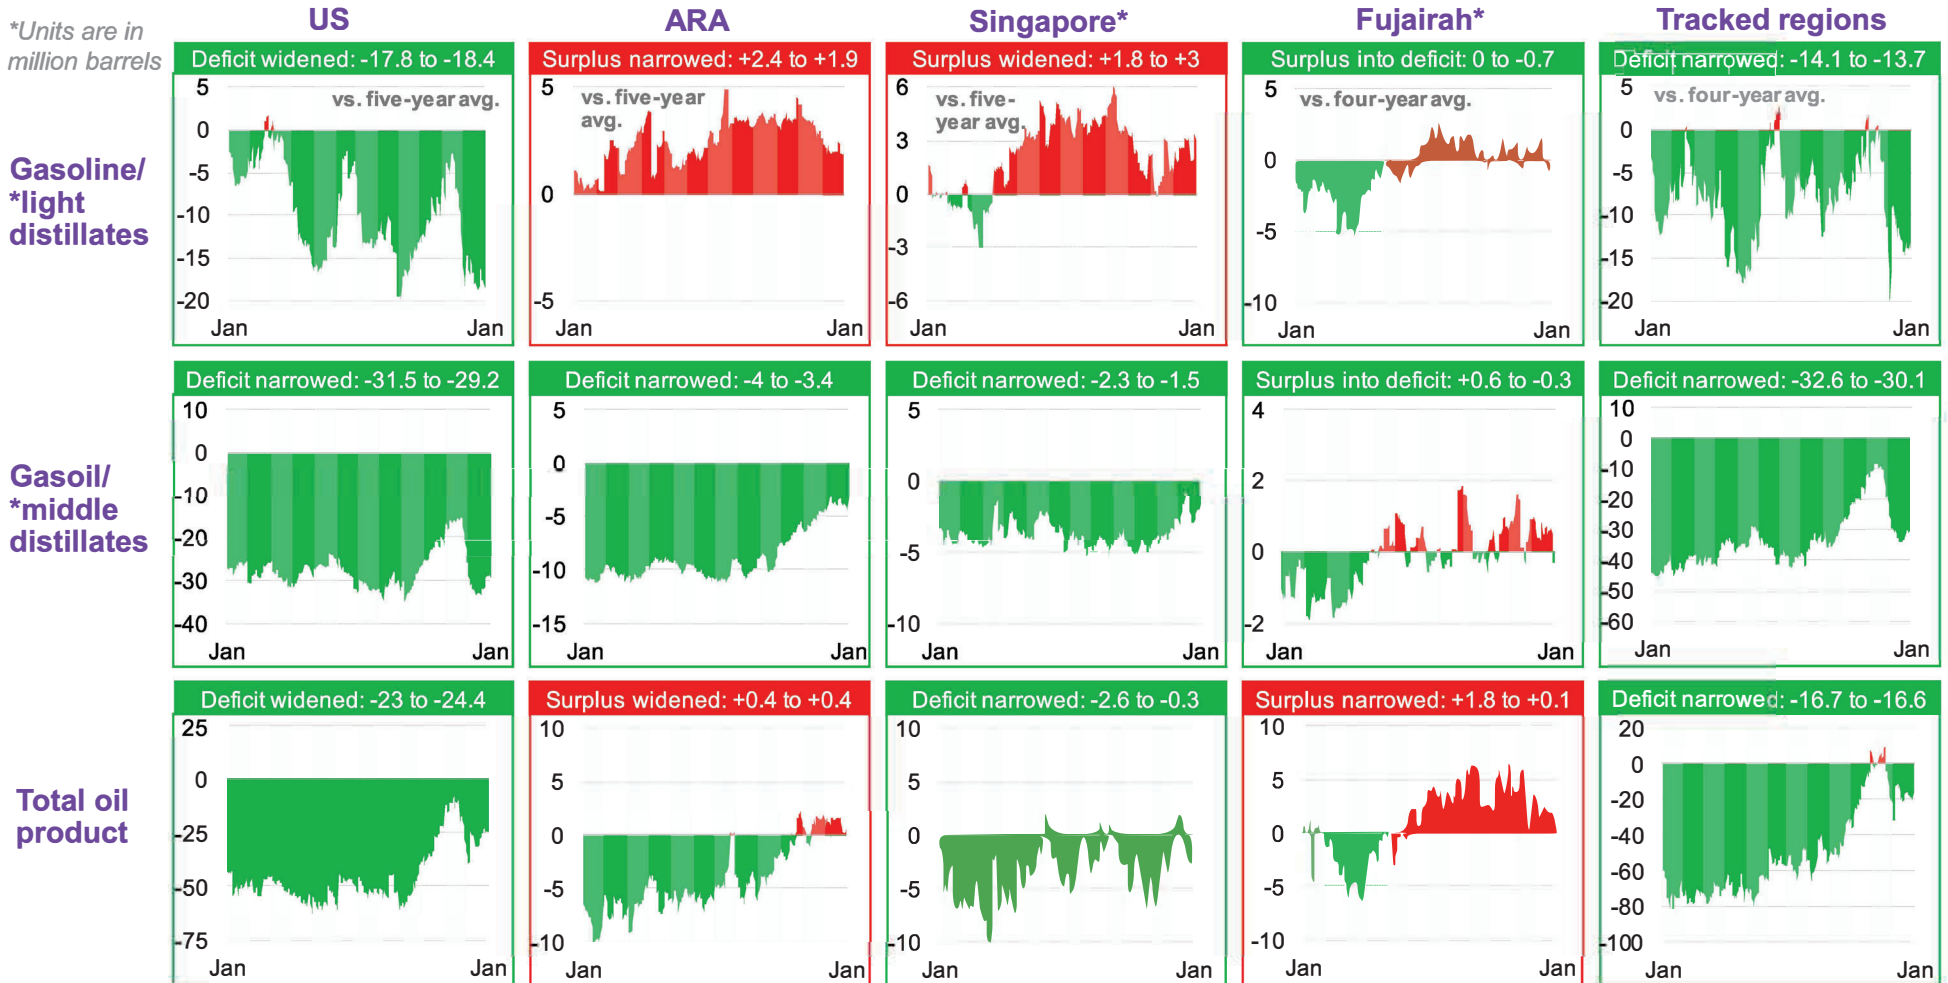 *Units are in
million barrels
US
ARA
Singapore*
Fujairah*
Tracked regions
Gasoline/
*light
distillates
Deficit widened: -17.8 to -18.4
vs. five-year avg.
5
0
-5
-10
-15
-20
Jan
Jan
Surplus narrowed: +2.4 to +1.9
vs. five-year
avg.
5
0
-5
Jan
Jan
Surplus widened: +1.8 to +3
vs. five-
year avg.
6
3
0
-3
-6
Jan
Jan
Surplus into deficit: 0 to -0.7
vs. four-year avg.
5
0
-5
-10
Jan
Jan
Deficit narrowed: -14.1 to -13.7
vs. four-year avg.
5
0
-5
-10
-15
-20
Jan
Jan
Gasoil/
*middle
distillates
Deficit narrowed: -31.5 to -29.2
10
0
-10
-20
-30
-40
Jan
Jan
Deficit narrowed: -4 to -3.4
5
0
-5
-10
-15
Jan
Jan
Deficit narrowed: -2.3 to -1.5
5
0
-5
-10
Jan
Jan
Surplus into deficit: +0.6 to -0.3
4
2
0
-2
Jan
Jan
Deficit narrowed: -32.6 to -30.1
10
0
-10
-20
-30
-40
-50
-60
Jan
Jan
Total oil
product
Deficit widened: -23 to -24.4
25
0
-25
-50
-75
Jan
Jan
Surplus widened: +0.4 to +0.4
10
5
0
-5
-10
Jan
Jan
Deficit narrowed: -2.6 to -0.3
10
5
0
-5
-10
Jan
Jan
Surplus narrowed: +1.8 to +0.1
10
5
0
-5
-10
Jan
Jan
Deficit narrowed: -16.7 to -16.6
20
0
-20
-40
-60
-80
-100
Jan
Jan